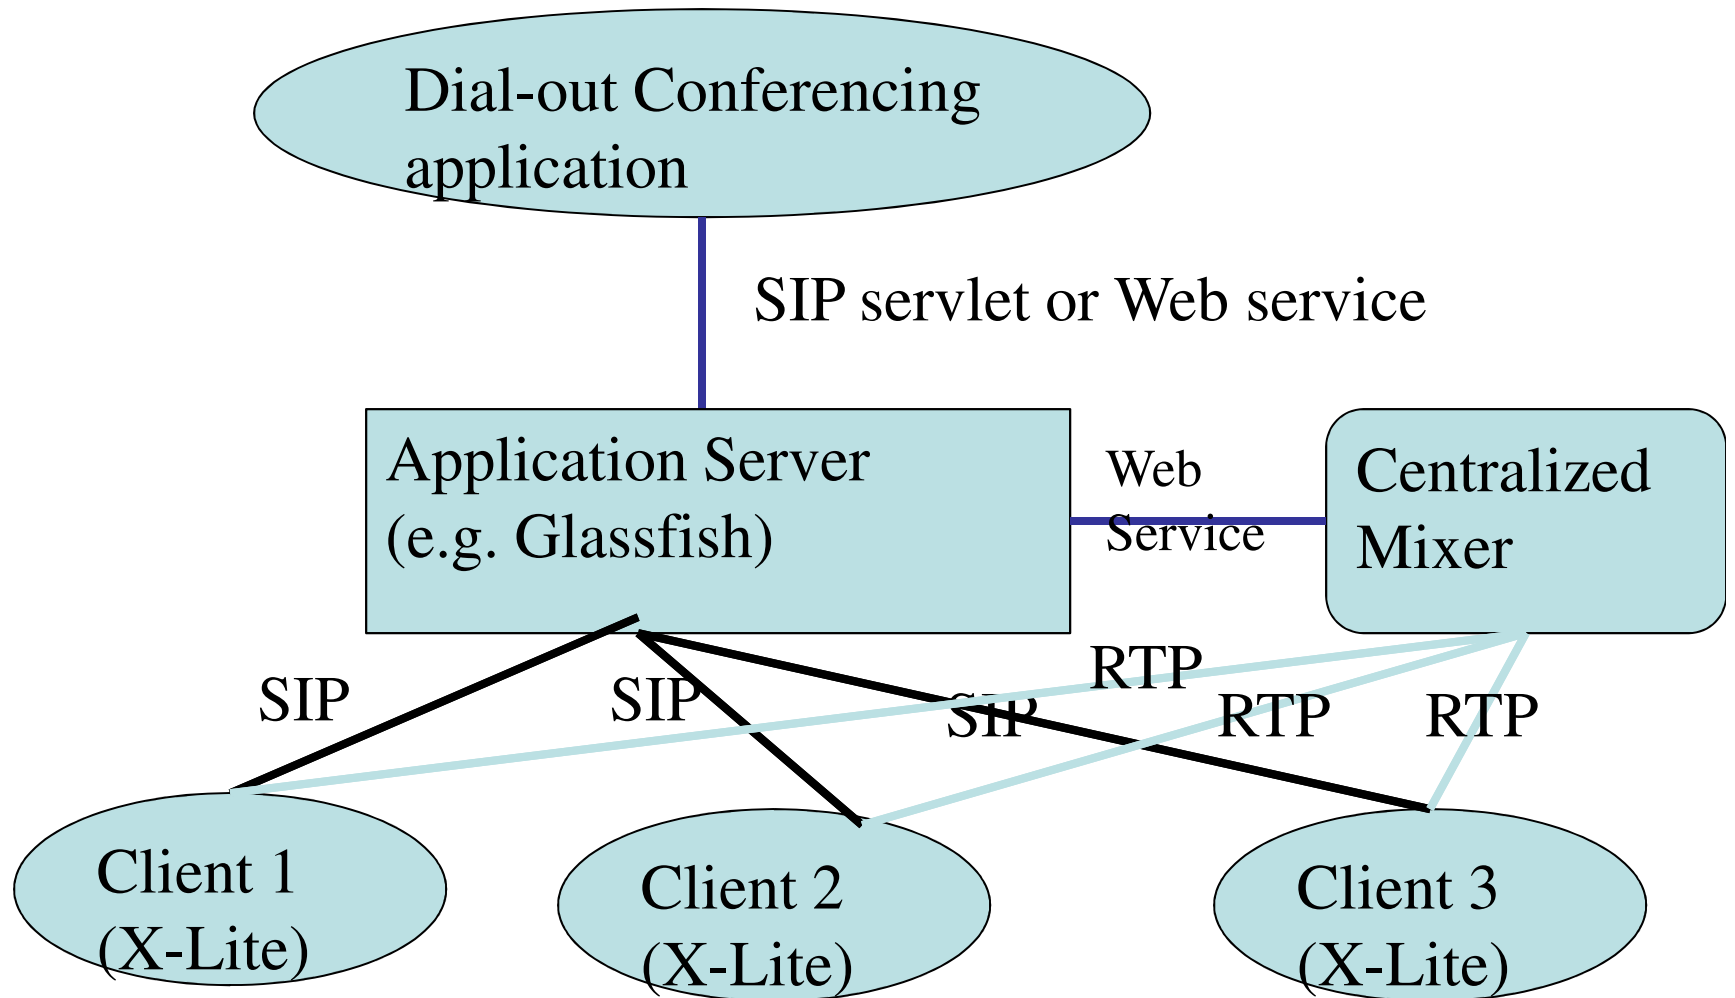 Dial-out Conferencing
application
SIP servlet or Web service
Application Server
(e.g. Glassfish)
Web
Service
Centralized
Mixer
SIP
SIP
SIP
RTP
RTP
RTP
Client 1
(X-Lite)
Client 2
(X-Lite)
Client 3
(X-Lite)